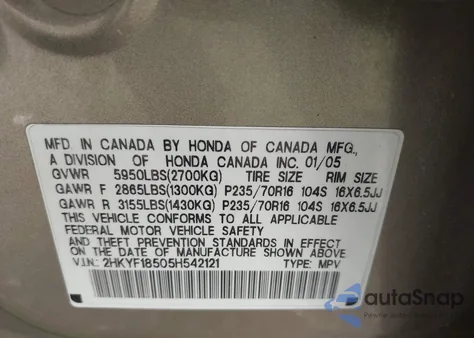 MFD. IN CANADA BY HONDA OF CANADA MFG.,
A DIVISION OF HONDA CANADA INC. 01/05
GVWR 5950LBS(2700KG) TIRE SIZE RIM SIZE
GAWR F 2865LBS(1300KG) P235/70R16 104S 16X6.5JJ
GAWR R 3155LBS(1430KG) P235/70R16 104S 16X6.5JJ
THIS VEHICLE CONFORMS TO ALL APPLICABLE
FEDERAL MOTOR VEHICLE SAFETY
AND THEFT PREVENTION STANDARDS IN EFFECT
ON THE DATE OF MANUFACTURE SHOWN ABOVE.
V.I.N.: 2HKYF18505H542121 TYPE: MPV
autoSnap